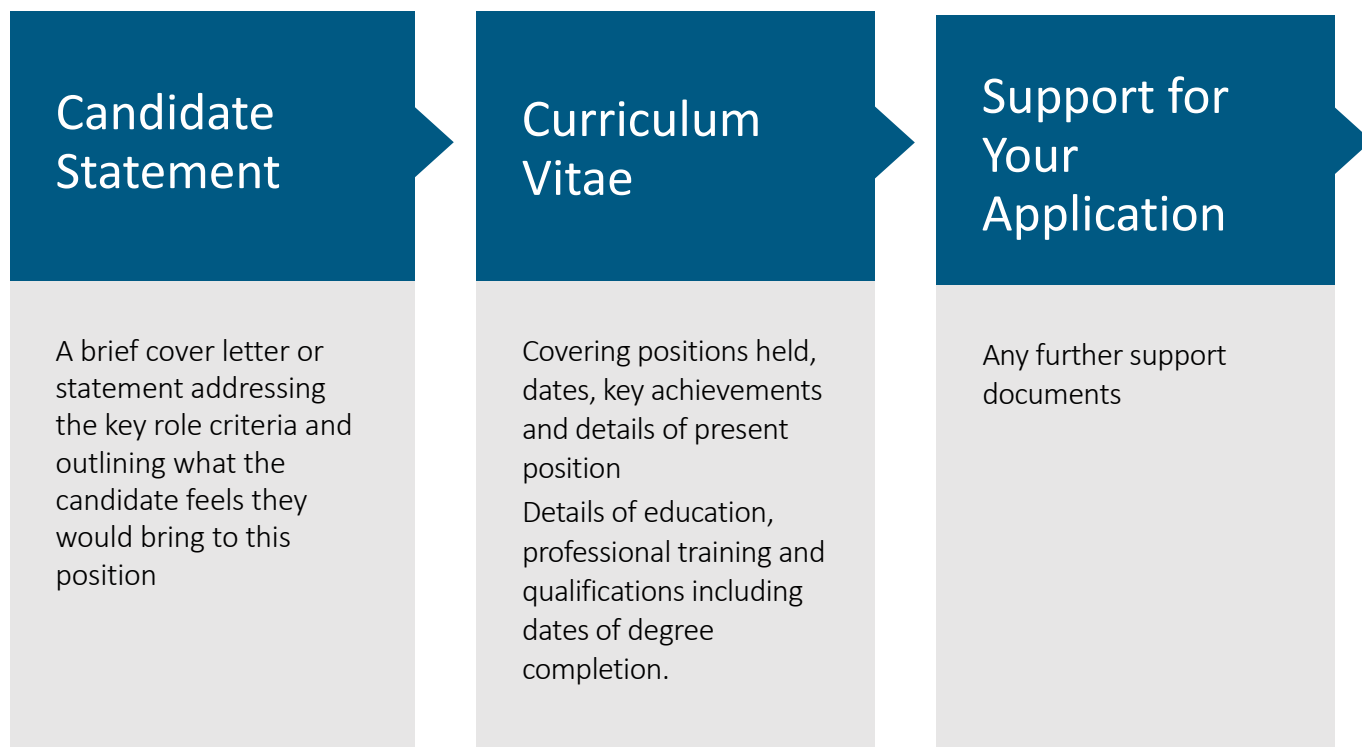 Candidate
Statement
A brief cover letter or
statement addressing
the key role criteria and
outlining what the
candidate feels they
would bring to this
position
Curriculum
Vitae
Covering positions held,
dates, key achievements
and details of present
position
Details of education,
professional training and
qualifications including
dates of degree
completion.
Support for
Your
Application
Any further support
documents